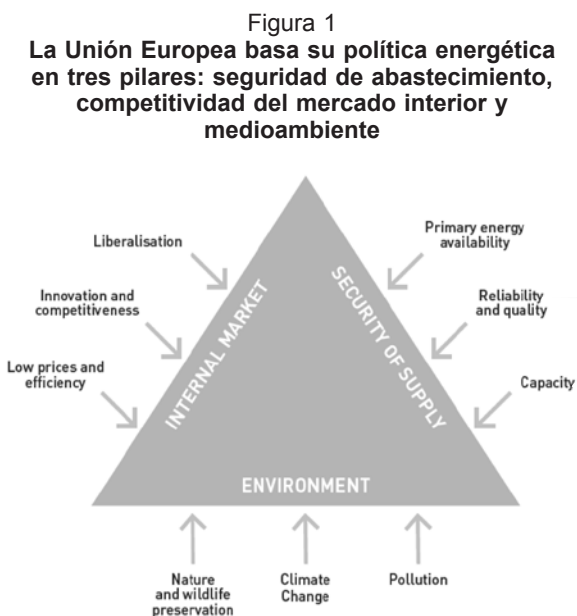 Figura 1
La Unión Europea basa su política energética
en tres pilares: seguridad de abastecimiento,
competitividad del mercado interior y
medioambiente
Liberalisation
Innovation and
competitiveness
Low prices and
efficiency
INTERNAL MARKET
SECURITY OF SUPPLY
Primary energy
availability
Reliability
and quality
Capacity
ENVIRONMENT
Nature
and wildlife
preservation
Climate
Change
Pollution